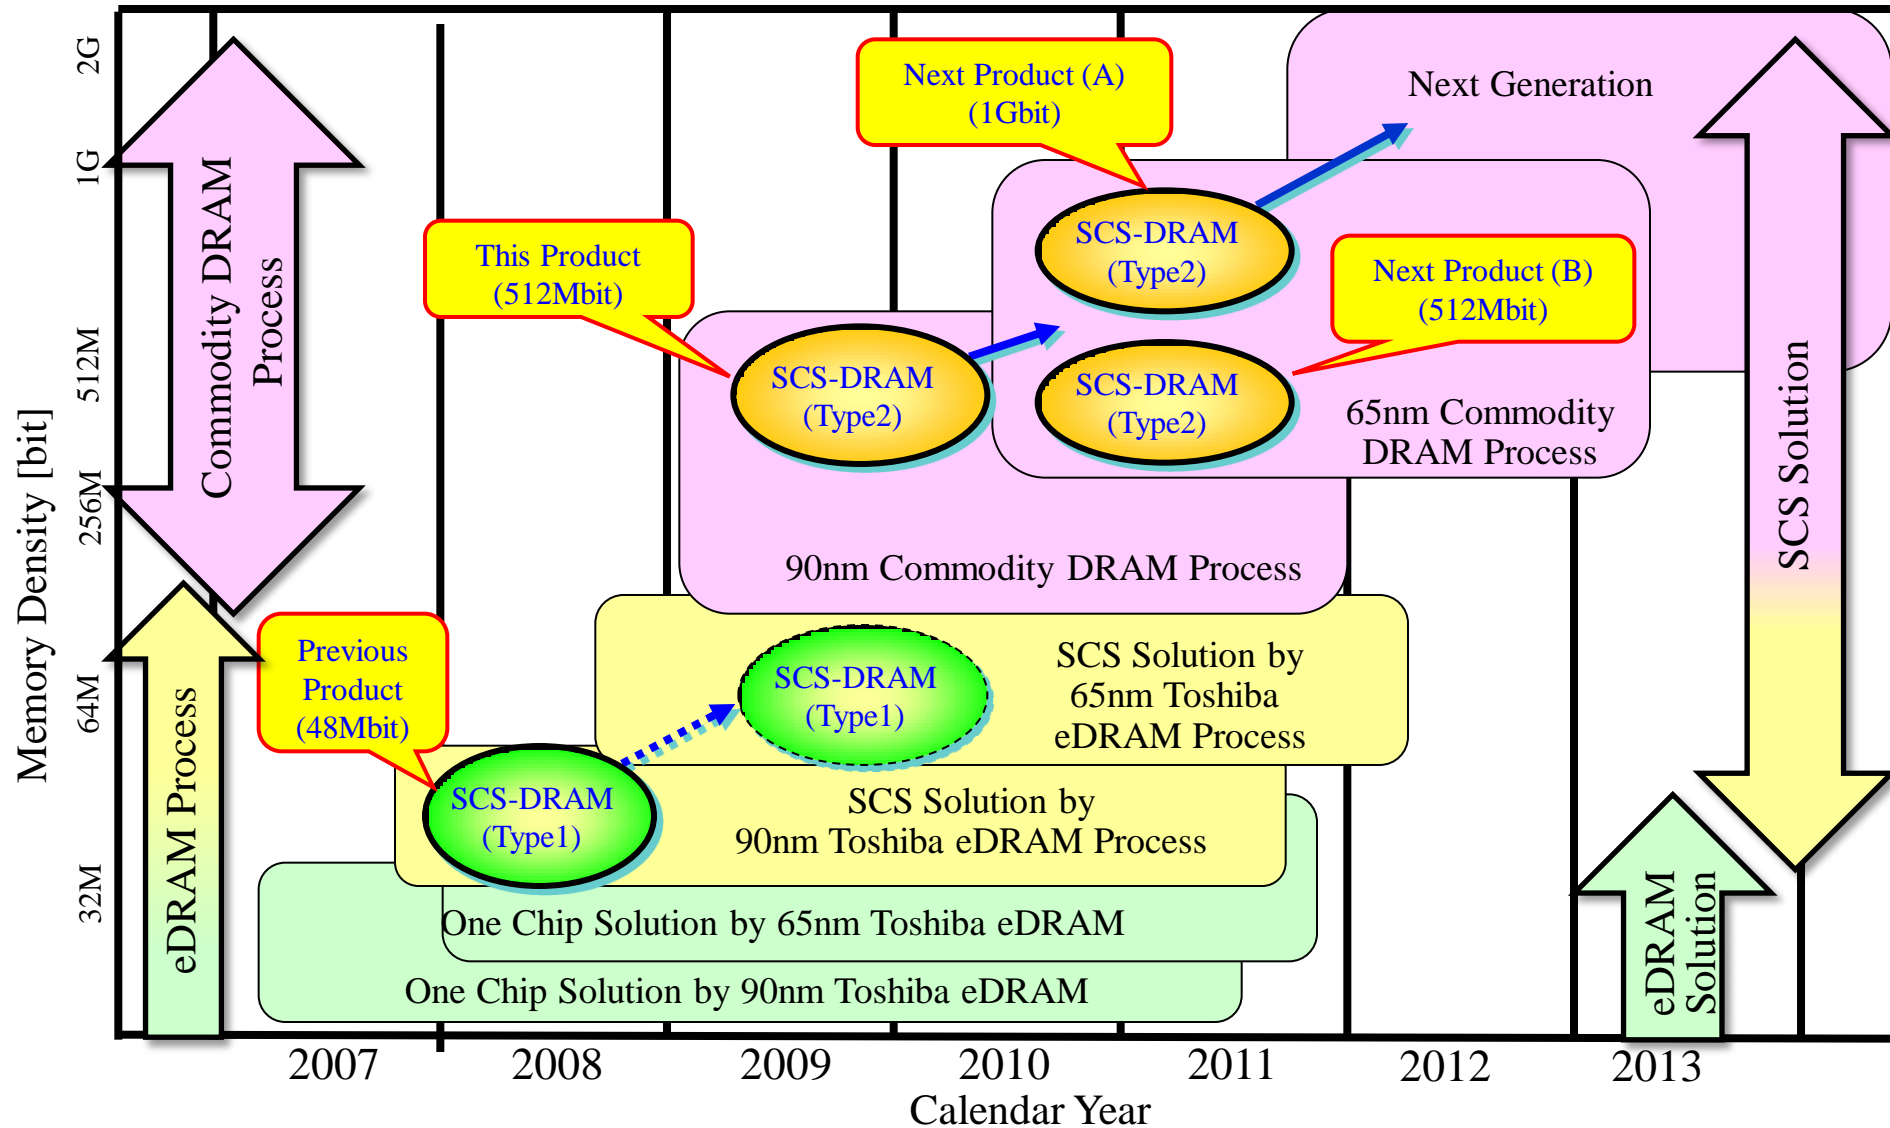 2G
1G
512M
256M
64M
32M
Memory Density [bit]
Commodity DRAM
Process
eDRAM Process
Next Product (A)
(1Gbit)
Next Generation
This Product
(512Mbit)
SCS-DRAM
(Type2)
Next Product (B)
(512Mbit)
SCS-DRAM
(Type2)
SCS-DRAM
(Type2)
65nm Commodity
DRAM Process
90nm Commodity DRAM Process
Previous
Product
(48Mbit)
SCS-DRAM
(Type1)
SCS Solution by
65nm Toshiba
eDRAM Process
SCS-DRAM
(Type1)
SCS Solution by
90nm Toshiba eDRAM Process
One Chip Solution by 65nm Toshiba eDRAM
One Chip Solution by 90nm Toshiba eDRAM
SCS Solution
eDRAM
Solution
2007
2008
2009
2010
2011
2012
2013
Calendar Year